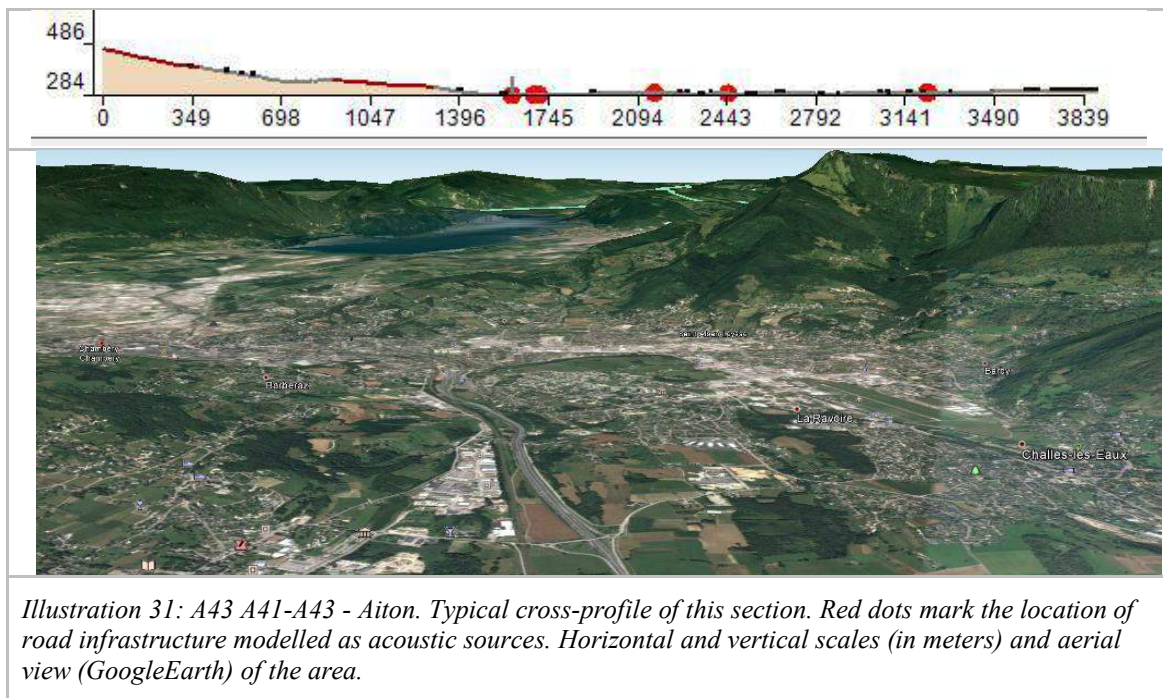 486
284
0 349 698 1047 1396 1745 2094 2443 2792 3141 3490 3839
Chambery
Chambery
Barberaz
Barby
La Ravoire
Challes-les-Eaux
Illustration 31: A43 A41-A43 - Aiton. Typical cross-profile of this section. Red dots mark the location of
road infrastructure modelled as acoustic sources. Horizontal and vertical scales (in meters) and aerial
view (GoogleEarth) of the area.